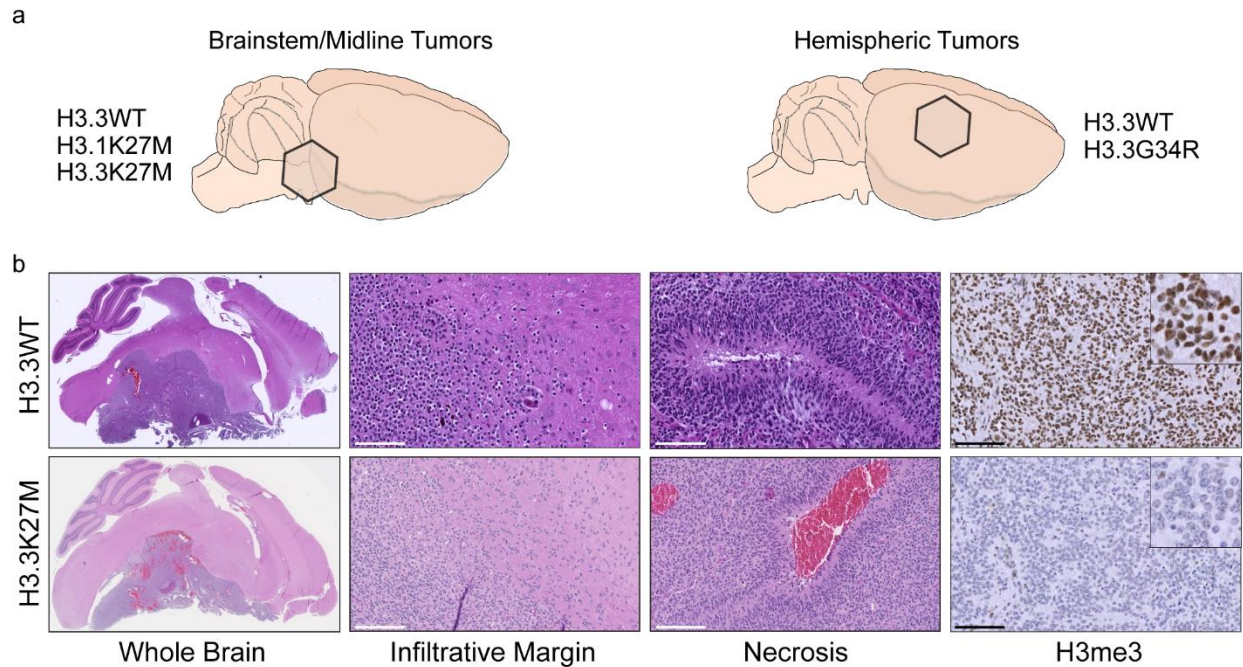 a
Brainstem/Midline Tumors
Hemispheric Tumors
H3.3WT
H3.1K27M
H3.3K27M
H3.3WT
H3.3G34R
b
H3.3WT
H3.3K27M
Whole Brain
Infiltrative Margin
Necrosis
H3me3